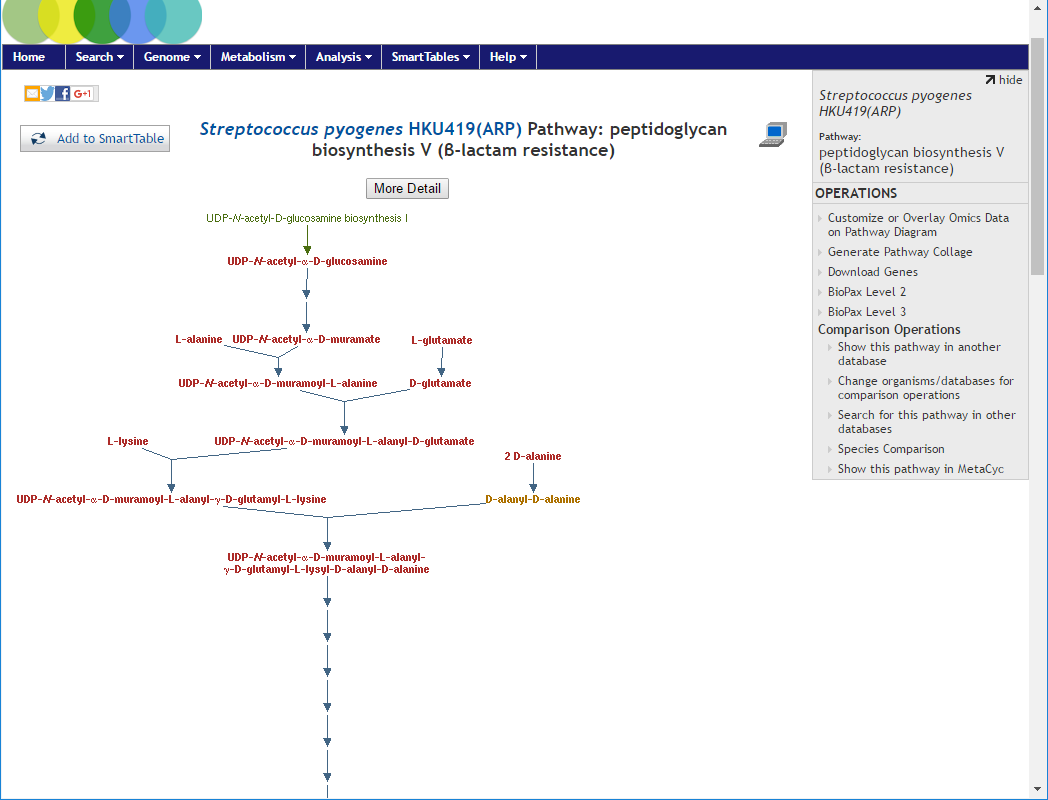 Home Search Genome Metabolism Analysis SmartTables Help
hide
G+1
Streptococcus pyogenes
HKU419(ARP)
Add to SmartTable
Streptococcus pyogenes HKU419(ARP) Pathway: peptidoglycan
biosynthesis V (β-lactam resistance)
Pathway:
peptidoglycan biosynthesis V
(β-lactam resistance)
More Detail
OPERATIONS
Customize or Overlay Omics Data
on Pathway Diagram
Generate Pathway Collage
Download Genes
BioPax Level 2
BioPax Level 3
Comparison Operations
Show this pathway in another
database
Change organisms/databases for
comparison operations
Search for this pathway in other
databases
Species Comparison
Show this pathway in MetaCyc
UDP-N-acetyl-D-glucosamine biosynthesis I
UDP-N-acetyl-α-D-glucosamine
L-alanine UDP-N-acetyl-α-D-muramate L-glutamate
UDP-N-acetyl-α-D-muramoyl-L-alanine D-glutamate
L-lysine UDP-N-acetyl-α-D-muramoyl-L-alanyl-D-glutamate
2 D-alanine
UDP-N-acetyl-α-D-muramoyl-L-alanyl-γ-D-glutamyl-L-lysine D-alanyl-D-alanine
UDP-N-acetyl-α-D-muramoyl-L-alanyl-
γ-D-glutamyl-L-lysyl-D-alanyl-D-alanine